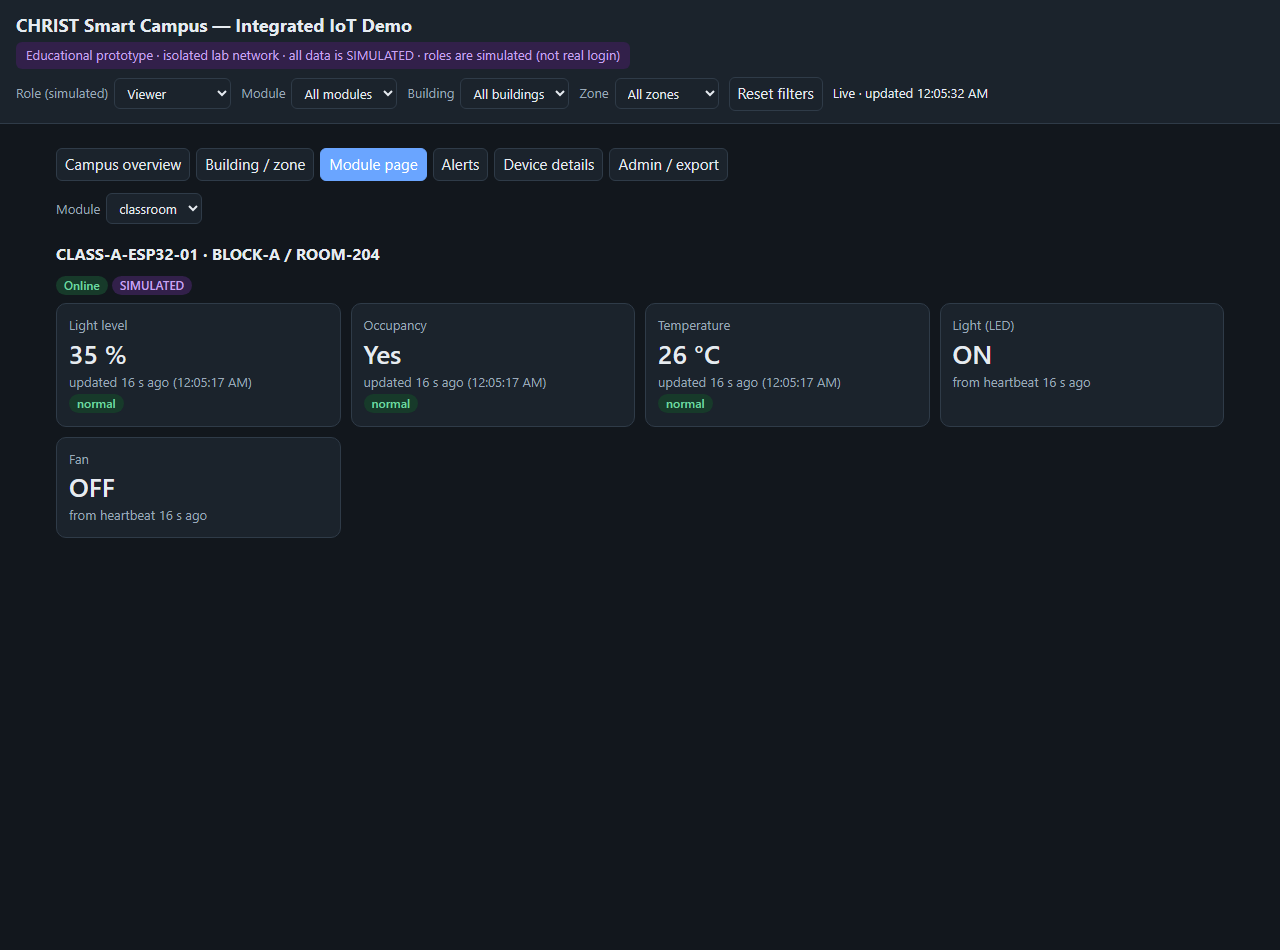 CHRIST Smart Campus — Integrated IoT Demo
Educational prototype · isolated lab network · all data is SIMULATED · roles are simulated (not real login)
Role (simulated) Viewer Module All modules Building All buildings Zone All zones Reset filters Live · updated 12:05:32 AM
Campus overview Building / zone Module page Alerts Device details Admin / export
Module classroom
CLASS-A-ESP32-01 · BLOCK-A / ROOM-204
Online SIMULATED
Light level
35 %
updated 16 s ago (12:05:17 AM)
normal
Occupancy
Yes
updated 16 s ago (12:05:17 AM)
normal
Temperature
26 °C
updated 16 s ago (12:05:17 AM)
normal
Light (LED)
ON
from heartbeat 16 s ago
Fan
OFF
from heartbeat 16 s ago